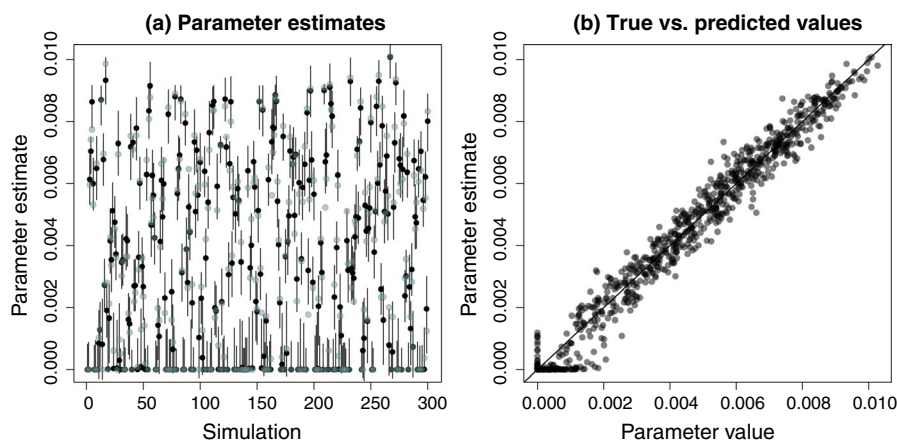 (a) Parameter estimates
(b) True vs. predicted values
Parameter estimate
0.000 0.002 0.004 0.006 0.008 0.010
0 50 100 150 200 250 300
Simulation
Parameter estimate
0.000 0.002 0.004 0.006 0.008 0.010
0.000 0.002 0.004 0.006 0.008 0.010
Parameter value